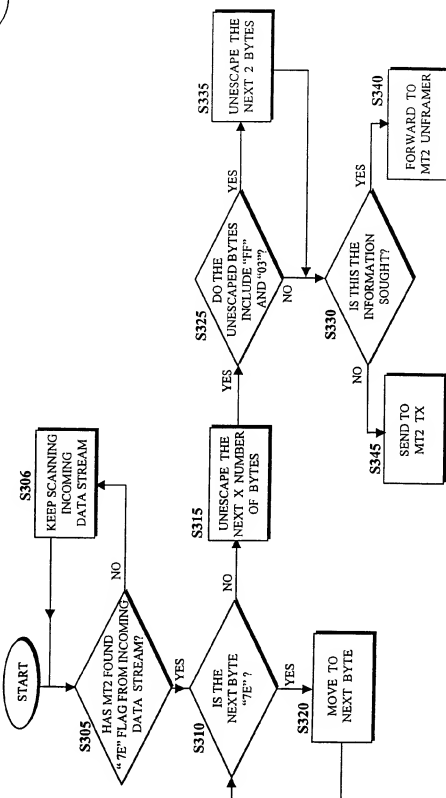 START
S305
HAS MT2 FOUND
“ 7E” FLAG FROM INCOMING
DATA STREAM?
NO
S306
KEEP SCANNING
INCOMING
DATA STREAM
YES
S310
IS THE
NEXT BYTE
“7E” ?
NO
YES
S320
MOVE TO
NEXT BYTE
S315
UNESCAPE THE
NEXT X NUMBER
OF BYTES
YES
S325
DO THE
UNESCAPED BYTES
INCLUDE “FF”
AND “03”?
YES
S335
UNESCAPE THE
NEXT 2 BYTES
NO
S330
IS THIS THE
INFORMATION
SOUGHT?
NO
S345
SEND TO
MT2 TX
YES
S340
FORWARD TO
MT2 UNFRAMER